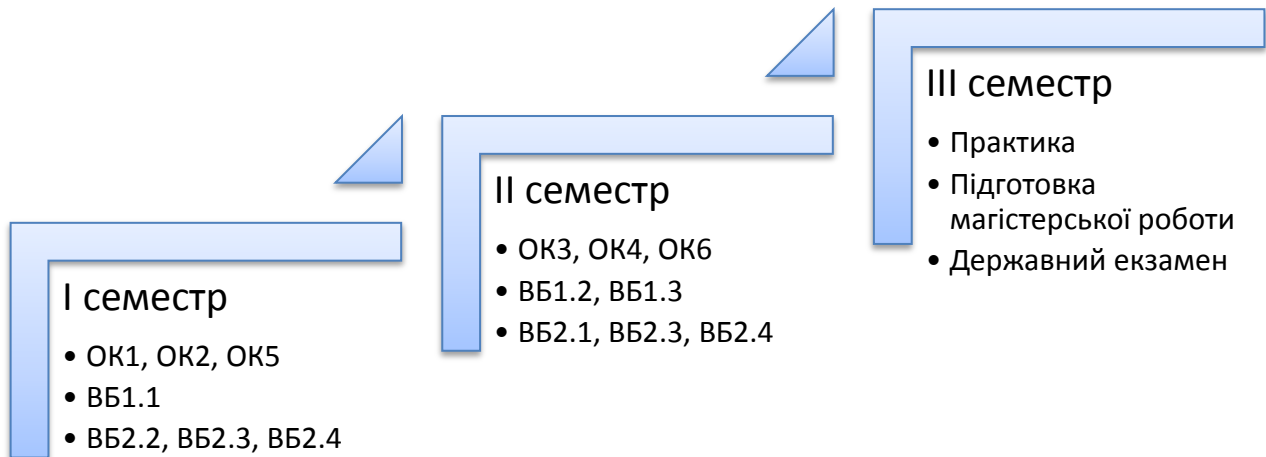 I семестр
• ОК1, ОК2, ОК5
• ВБ1.1
• ВБ2.2, ВБ2.3, ВБ2.4
II семестр
• ОК3, ОК4, ОК6
• ВБ1.2, ВБ1.3
• ВБ2.1, ВБ2.3, ВБ2.4
III семестр
• Практика
• Підготовка
магістерської роботи
• Державний екзамен